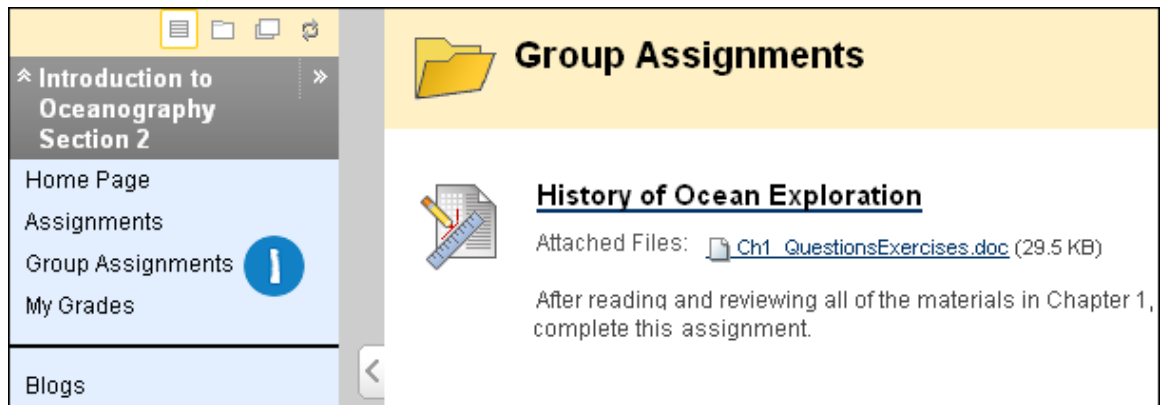 Introduction to
Oceanography
Section 2
Home Page
Assignments
Group Assignments 1
My Grades
Blogs
Group Assignments
History of Ocean Exploration
Attached Files: Ch1_QuestionsExercises.doc (29.5 KB)
After reading and reviewing all of the materials in Chapter 1,
complete this assignment.